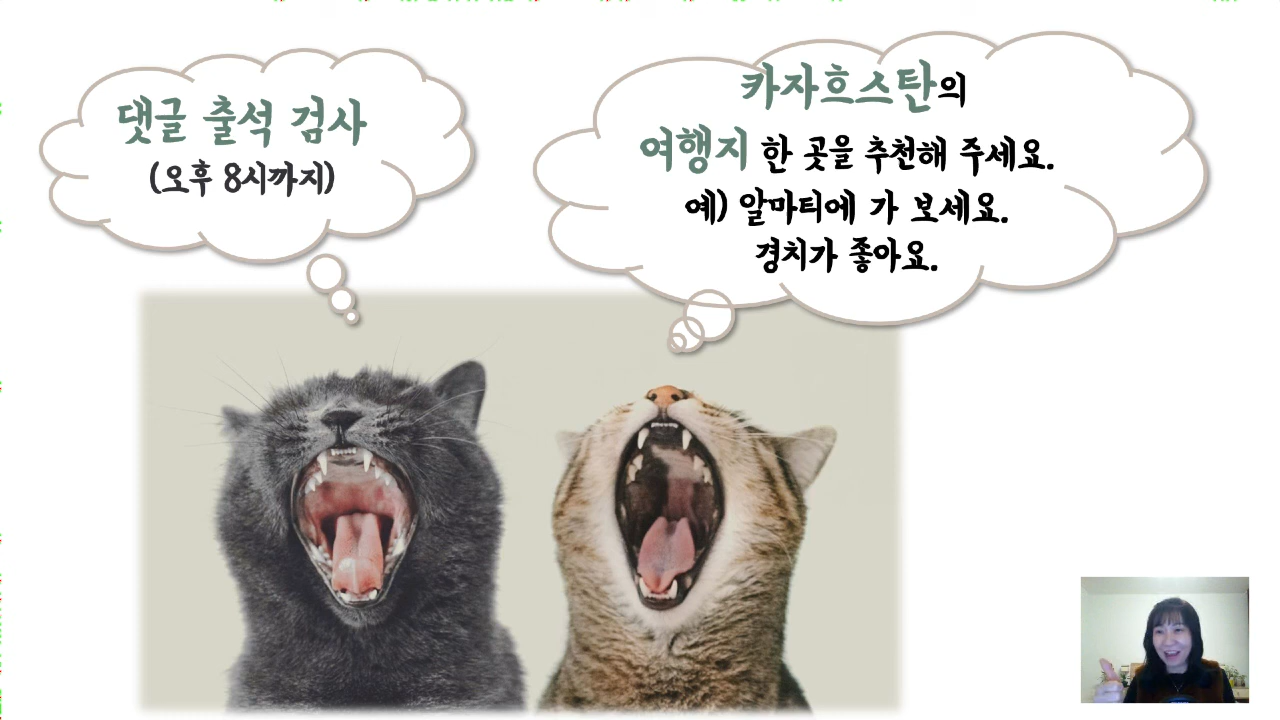 댓글 출석 검사
(오후 8시까지)
카자흐스탄의
여행지 한 곳을 추천해 주세요.
예) 알마티에 가 보세요.
경치가 좋아요.